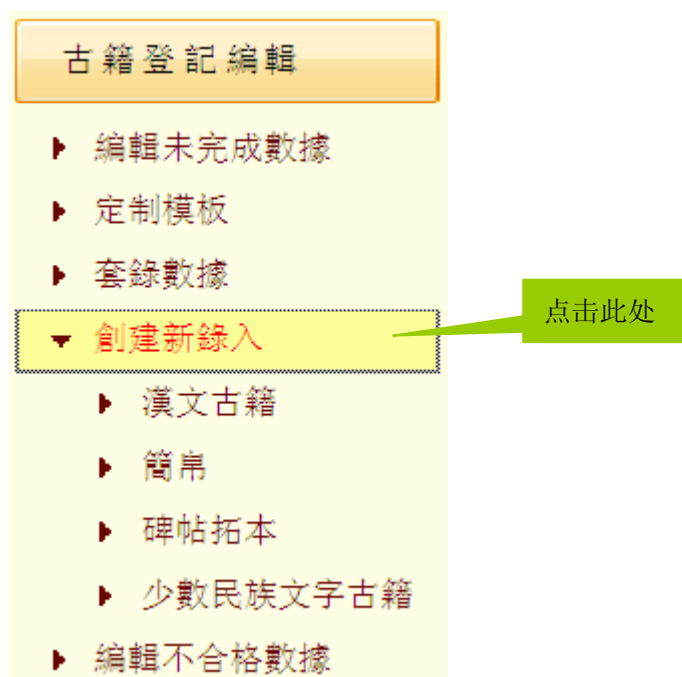 古籍登記編輯
編輯未完成數據
定制模板
套錄數據
創建新錄入
点击此处
漢文古籍
簡帛
碑帖拓本
少數民族文字古籍
編輯不合格數據